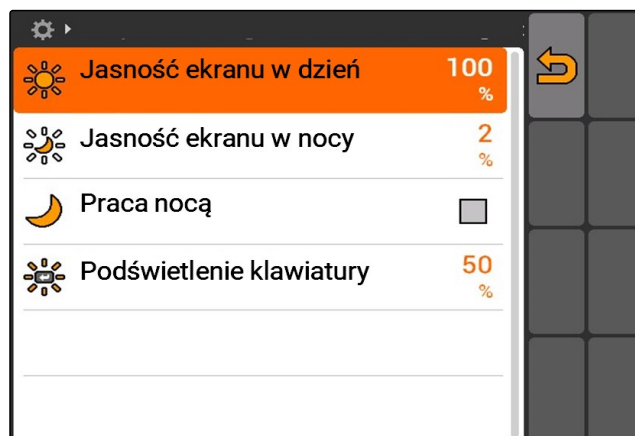 Jasność ekranu w dzień
100
%
Jasność ekranu w nocy
2
%
Praca nocą
Podświetlenie klawiatury
50
%